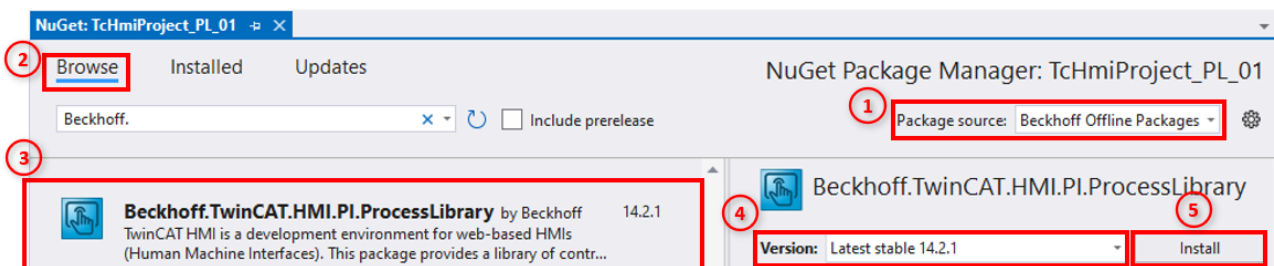 NuGet: TcHmiProject_PL_01
2
Browse Installed Updates
NuGet Package Manager: TcHmiProject_PL_01
1
Beckhoff.
Include prerelease
Package source: Beckhoff Offline Packages
3
Beckhoff.TwinCAT.HMI.PI.ProcessLibrary by Beckhoff 14.2.1
TwinCAT HMI is a development environment for web-based HMIs
(Human Machine Interfaces). This package provides a library of contr...
Beckhoff.TwinCAT.HMI.PI.ProcessLibrary
4
5
Version: Latest stable 14.2.1
Install